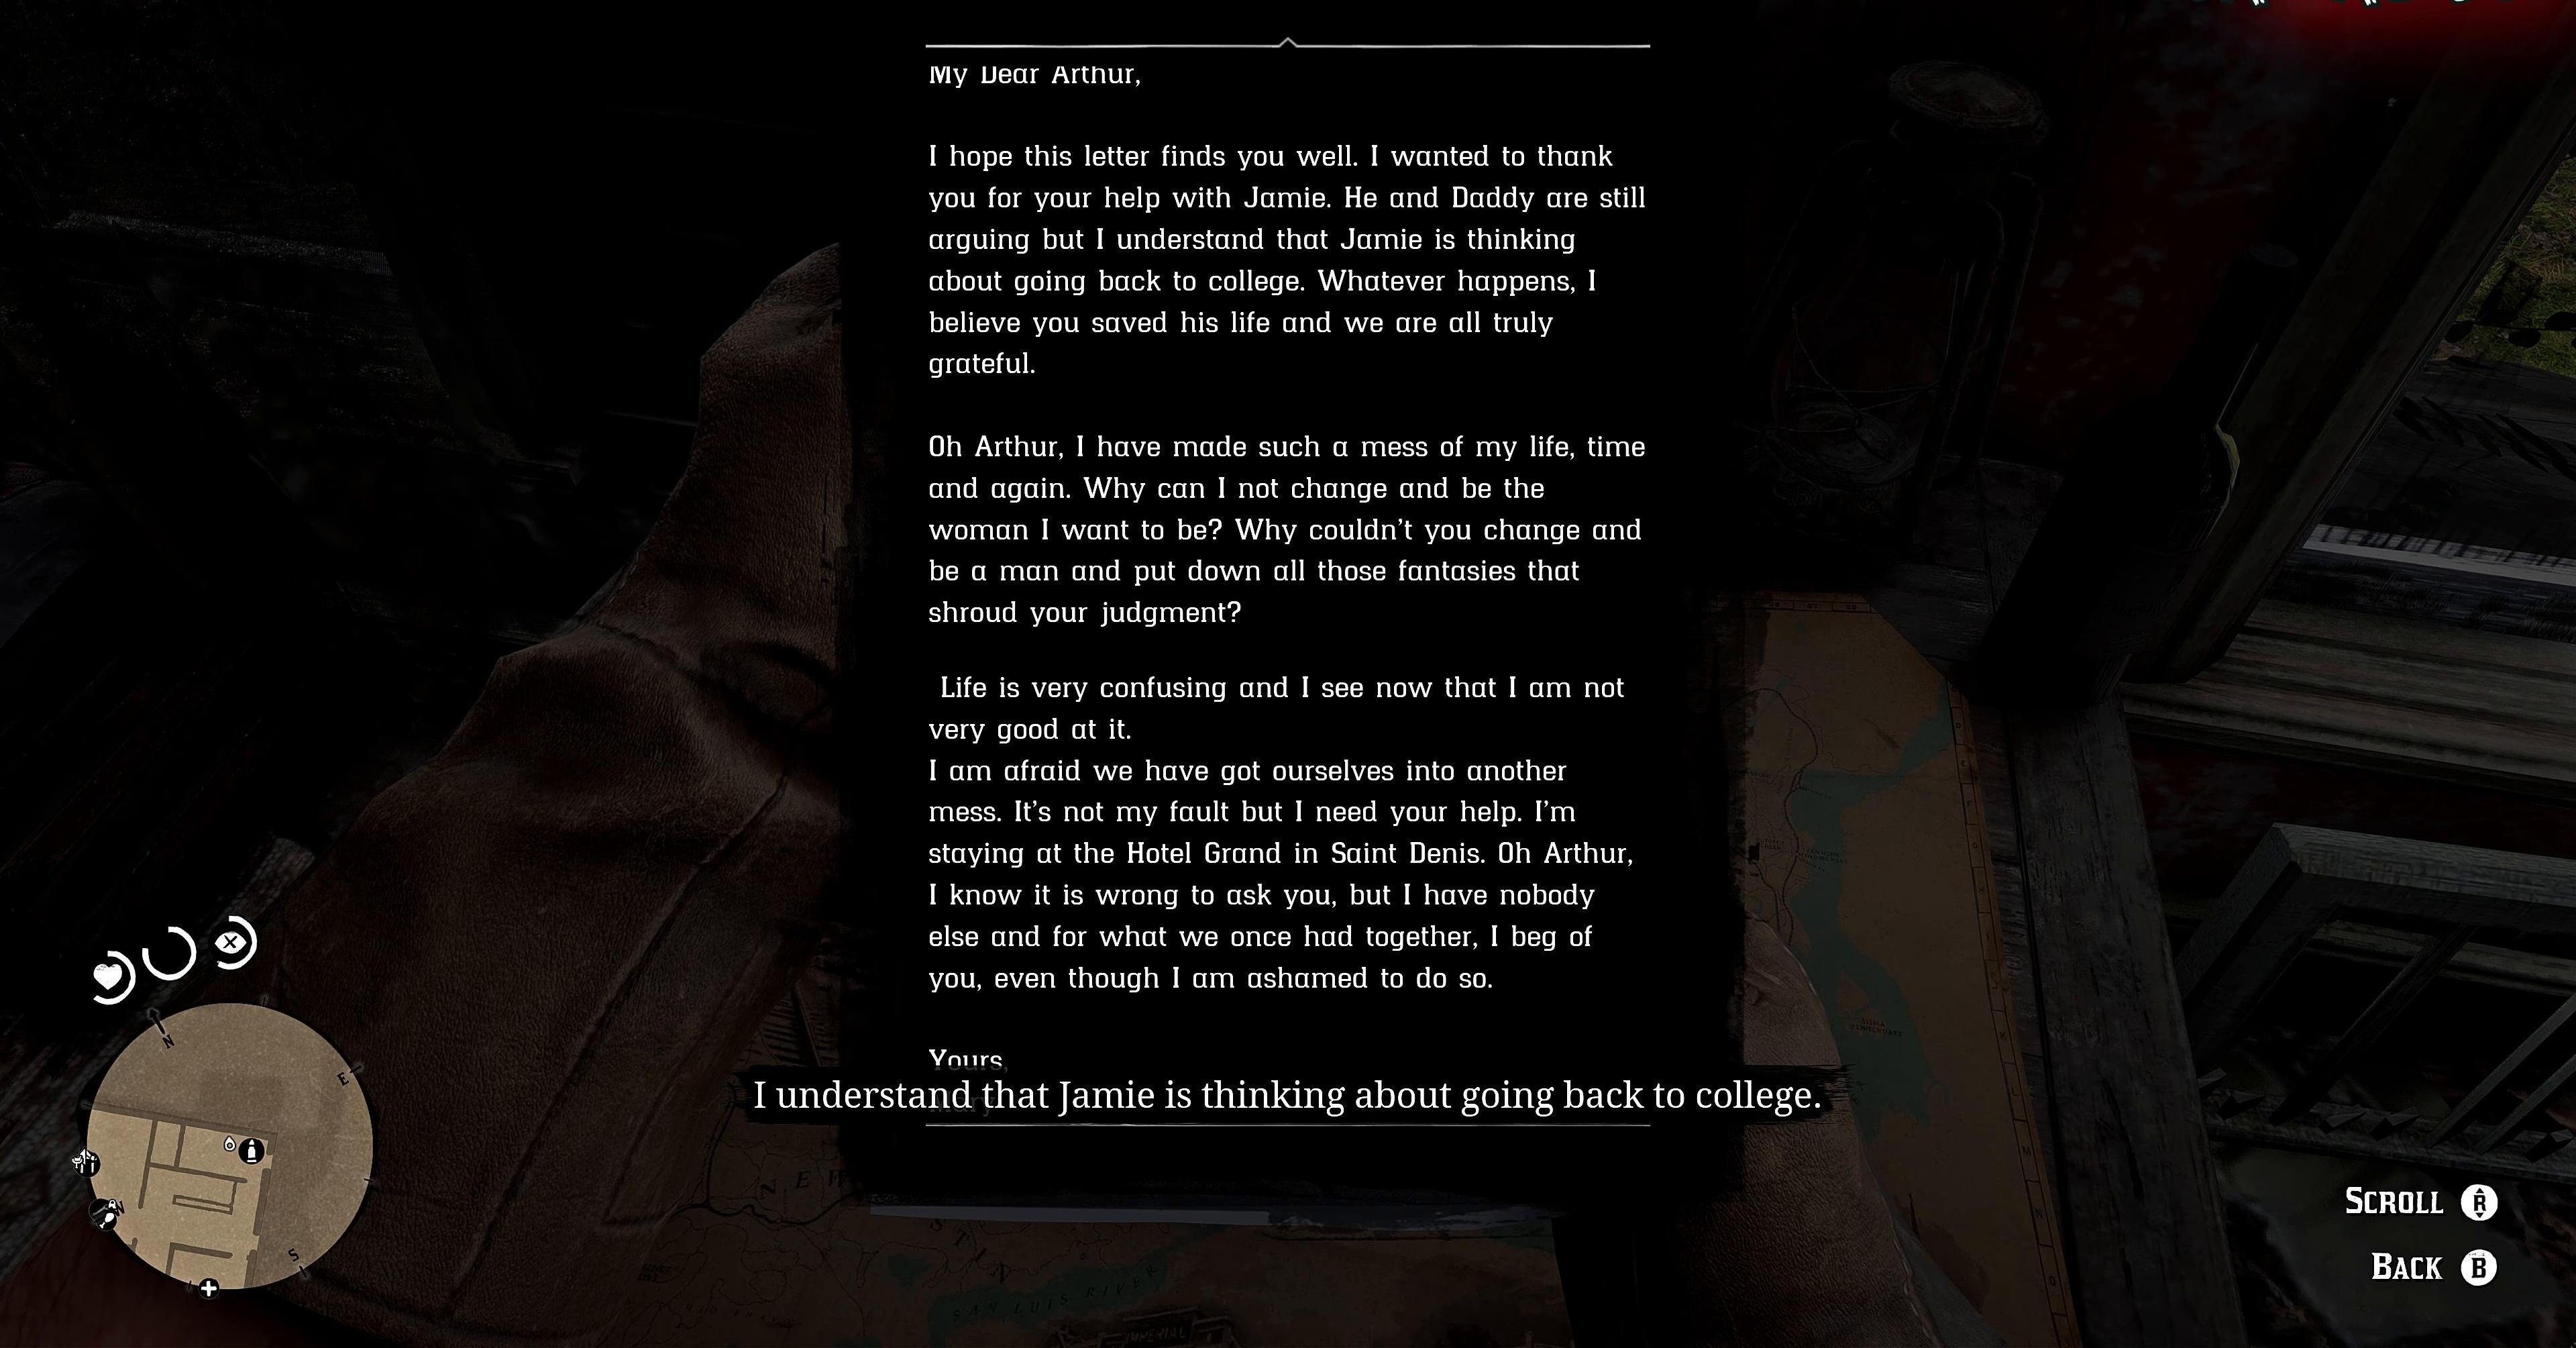 My Dear Arthur,
I hope this letter finds you well. I wanted to thank
you for your help with Jamie. He and Daddy are still
arguing but I understand that Jamie is thinking
about going back to college. Whatever happens, I
believe you saved his life and we are all truly
grateful.
Oh Arthur, I have made such a mess of my life, time
and again. Why can I not change and be the
woman I want to be? Why couldn't you change and
be a man and put down all those fantasies that
shroud your judgment?
Life is very confusing and I see now that I am not
very good at it.
I am afraid we have got ourselves into another
mess. It's not my fault but I need your help. I'm
staying at the Hotel Grand in Saint Denis. Oh Arthur,
I know it is wrong to ask you, but I have nobody
else and for what we once had together, I beg of
you, even though I am ashamed to do so.
Yours,
Mary
I understand that Jamie is thinking about going back to college.
N
E
S
W
NEW
SAN LUIS RIVER
IMPERIAL
SCROLL R
BACK B